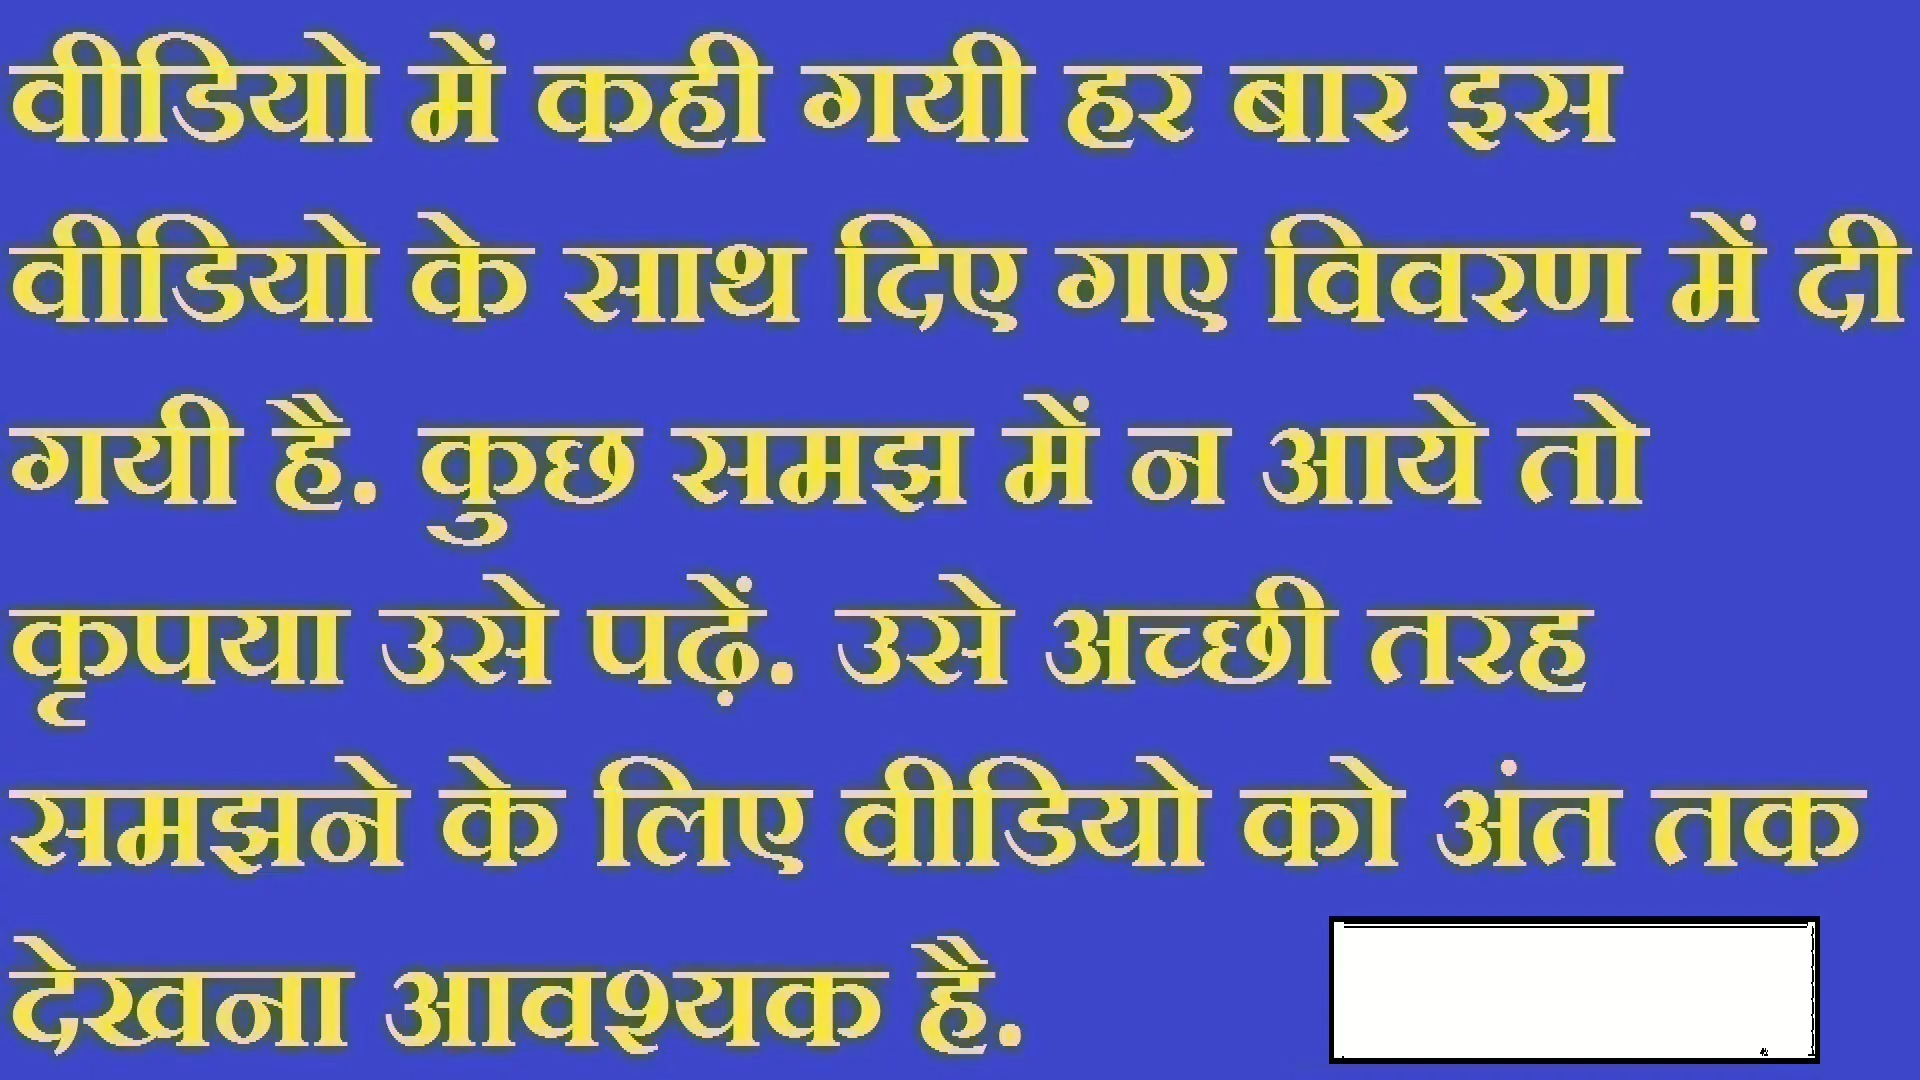 वीडियो में कही गयी हर बार इस
वीडियो के साथ दिए गए विवरण में दी
गयी है. कुछ समझ में न आये तो
कृपया उसे पढ़ें. उसे अच्छी तरह
समझने के लिए वीडियो को अंत तक
देखना आवश्यक है.